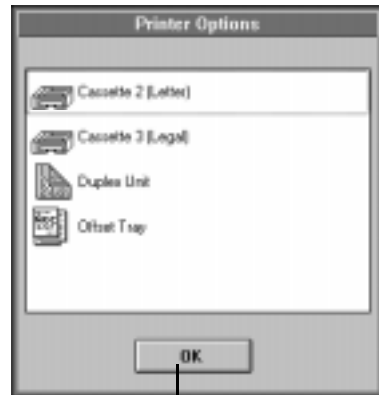 Printer Options
Cassette 2 (Letter)
Cassette 3 (Legal)
Duplex Unit
Offset Tray
OK